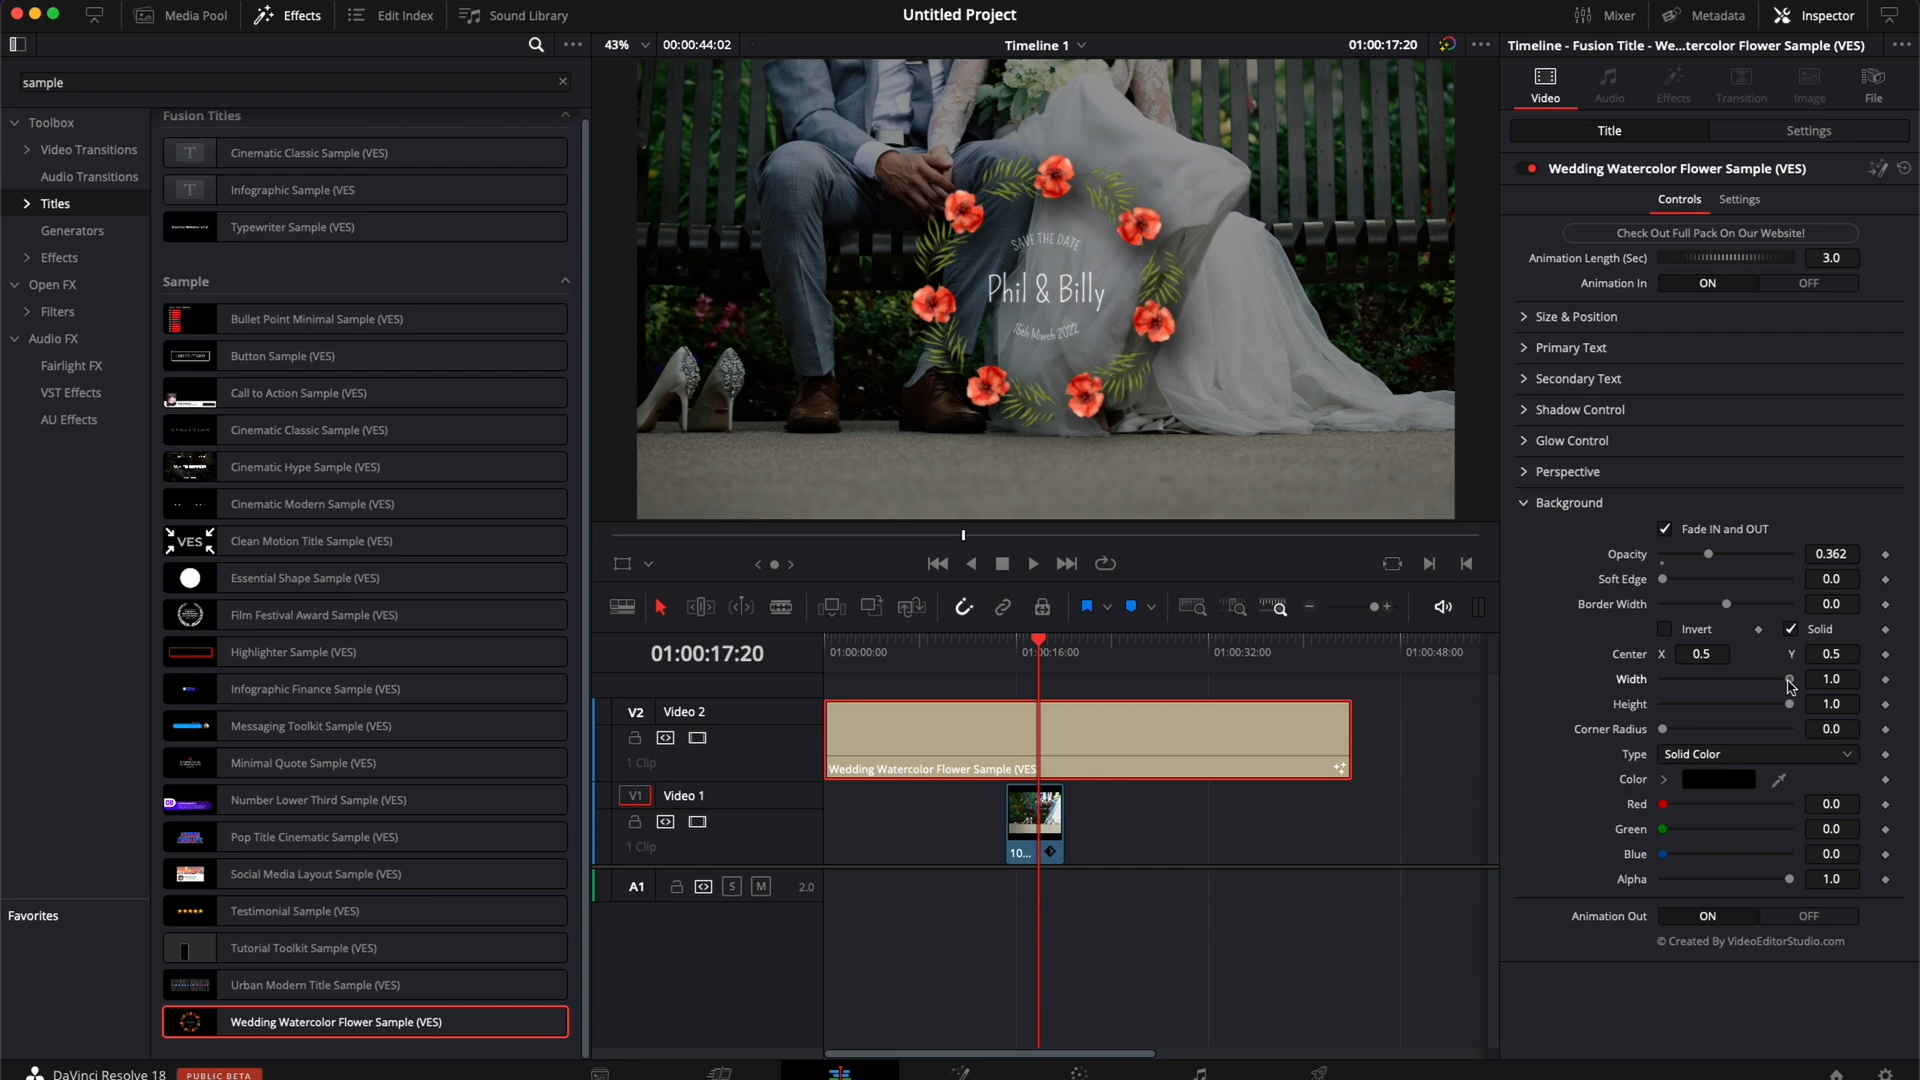 Media Pool
Effects
Edit Index
Sound Library
Untitled Project
Mixer
Metadata
Inspector
43%
00:00:44:02
Timeline 1
01:00:17:20
Timeline - Fusion Title - We...tercolor Flower Sample (VES)
sample
Video
Audio
Effects
Transition
Image
File
Toolbox
Video Transitions
Audio Transitions
Titles
Generators
Effects
Open FX
Filters
Audio FX
Fairlight FX
VST Effects
AU Effects
Favorites
Fusion Titles
Cinematic Classic Sample (VES)
Infographic Sample (VES
Typewriter Sample (VES)
Sample
Bullet Point Minimal Sample (VES)
Button Sample (VES)
Call to Action Sample (VES)
Cinematic Classic Sample (VES)
Cinematic Hype Sample (VES)
Cinematic Modern Sample (VES)
VES
Clean Motion Title Sample (VES)
Essential Shape Sample (VES)
Film Festival Award Sample (VES)
Highlighter Sample (VES)
Infographic Finance Sample (VES)
Messaging Toolkit Sample (VES)
Minimal Quote Sample (VES)
Number Lower Third Sample (VES)
Pop Title Cinematic Sample (VES)
Social Media Layout Sample (VES)
Testimonial Sample (VES)
Tutorial Toolkit Sample (VES)
Urban Modern Title Sample (VES)
Wedding Watercolor Flower Sample (VES)
SAVE THE DATE
Phil & Billy
15th March 2022
01:00:17:20
01:00:00:00
01:00:16:00
01:00:32:00
01:00:48:00
V2 Video 2
1 Clip
Wedding Watercolor Flower Sample (VES
V1 Video 1
1 Clip
10...
A1 S M 2.0
Title
Settings
Wedding Watercolor Flower Sample (VES)
Controls
Settings
Check Out Full Pack On Our Website!
Animation Length (Sec) 3.0
Animation In ON OFF
Size & Position
Primary Text
Secondary Text
Shadow Control
Glow Control
Perspective
Background
Fade IN and OUT
Opacity 0.362
Soft Edge 0.0
Border Width 0.0
Invert Solid
Center X 0.5 Y 0.5
Width 1.0
Height 1.0
Corner Radius 0.0
Type Solid Color
Color
Red 0.0
Green 0.0
Blue 0.0
Alpha 1.0
Animation Out ON OFF
© Created By VideoEditorStudio.com
DaVinci Resolve 18
PUBLIC BETA